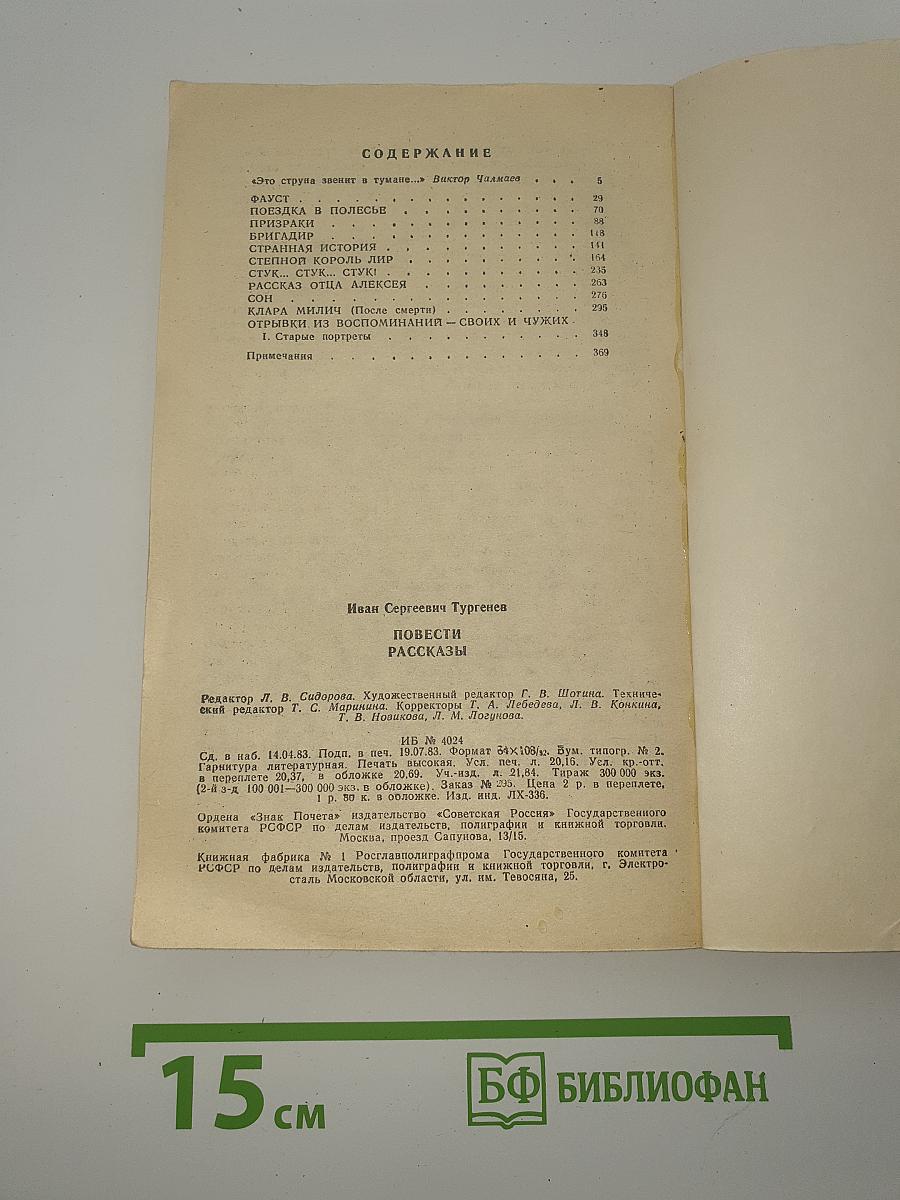 СОДЕРЖАНИЕ
«Это струна звенит в тумане...» Виктор Чалмаев . . . 5
ФАУСТ . . . . . . . . . . . . . . . 29
ПОЕЗДКА В ПОЛЕСЬЕ . . . . . . . . . . 70
ПРИЗРАКИ . . . . . . . . . . . . . . 88
БРИГАДИР . . . . . . . . . . . . . . 118
СТРАННАЯ ИСТОРИЯ . . . . . . . . . . . 141
СТЕПНОЙ КОРОЛЬ ЛИР . . . . . . . . . . 164
СТУК... СТУК... СТУК! . . . . . . . . . . . 235
РАССКАЗ ОТЦА АЛЕКСЕЯ . . . . . . . . . 263
СОН . . . . . . . . . . . . . . . . 276
КЛАРА МИЛИЧ (После смерти) . . . . . . . . 295
ОТРЫВКИ ИЗ ВОСПОМИНАНИЙ — СВОИХ И ЧУЖИХ
I. Старые портреты . . . . . . . . . . . 348
Примечания . . . . . . . . . . . . . . 369
Иван Сергеевич Тургенев
ПОВЕСТИ
РАССКАЗЫ
Редактор Л. В. Сидорова. Художественный редактор Г. В. Шотина. Техниче-
ский редактор Т. С. Маринина. Корректоры Т. А. Лебедева, Л. В. Конкина,
Т. В. Новикова, Л. М. Логунова.
ИБ № 4024
Сд. в наб. 14.04.83. Подп. в печ. 19.07.83. Формат 84×108/32. Бум. типогр. № 2.
Гарнитура литературная. Печать высокая. Усл. печ. л. 20,16. Усл. кр.-отт.
в переплете 20,37, в обложке 20,69. Уч.-изд. л. 21,84. Тираж 300 000 экз.
(2-й з-д 100 001—300 000 экз. в обложке). Заказ № 295. Цена 2 р. в переплете,
1 р. 80 к. в обложке. Изд. инд. ЛХ-336.
Ордена «Знак Почета» издательство «Советская Россия» Государственного
комитета РСФСР по делам издательств, полиграфии и книжной торговли.
Москва, проезд Сапунова, 13/15.
Книжная фабрика № 1 Росглавполиграфпрома Государственного комитета
РСФСР по делам издательств, полиграфии и книжной торговли, г. Электро-
сталь Московской области, ул. им. Тевосяна, 25.
15 см
БФ БИБЛИОФАН